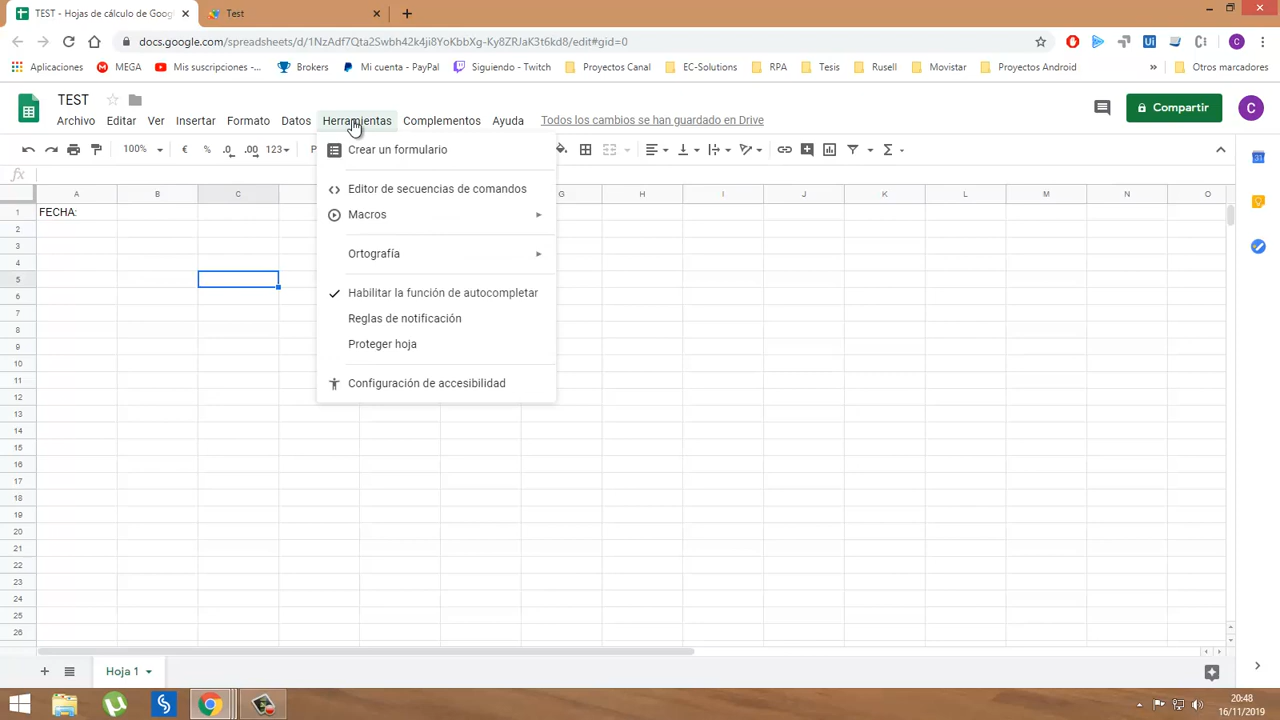 TEST - Hojas de cálculo de Goog
Test
docs.google.com/spreadsheets/d/1NzAdf7Qta2Swbh42k4ji8YoKbbXg-Ky8ZRJaK3t6kd8/edit#gid=0
Aplicaciones MEGA Mis suscripciones -... Brokers Mi cuenta - PayPal Siguiendo - Twitch Proyectos Canal EC-Solutions RPA Tesis Rusell Movistar Proyectos Android » Otros marcadores
TEST
Archivo Editar Ver Insertar Formato Datos Herramientas Complementos Ayuda Todos los cambios se han guardado en Drive
Compartir
C
100% € % .0 .00 123 P
fx
A B C G H I J K L M N O
1 FECHA:
2
3
4
5
6
7
8
9
10
11
12
13
14
15
16
17
18
19
20
21
22
23
24
25
26
Crear un formulario
Editor de secuencias de comandos
Macros
Ortografía
Habilitar la función de autocompletar
Reglas de notificación
Proteger hoja
Configuración de accesibilidad
31
Hoja 1
20:48
16/11/2019